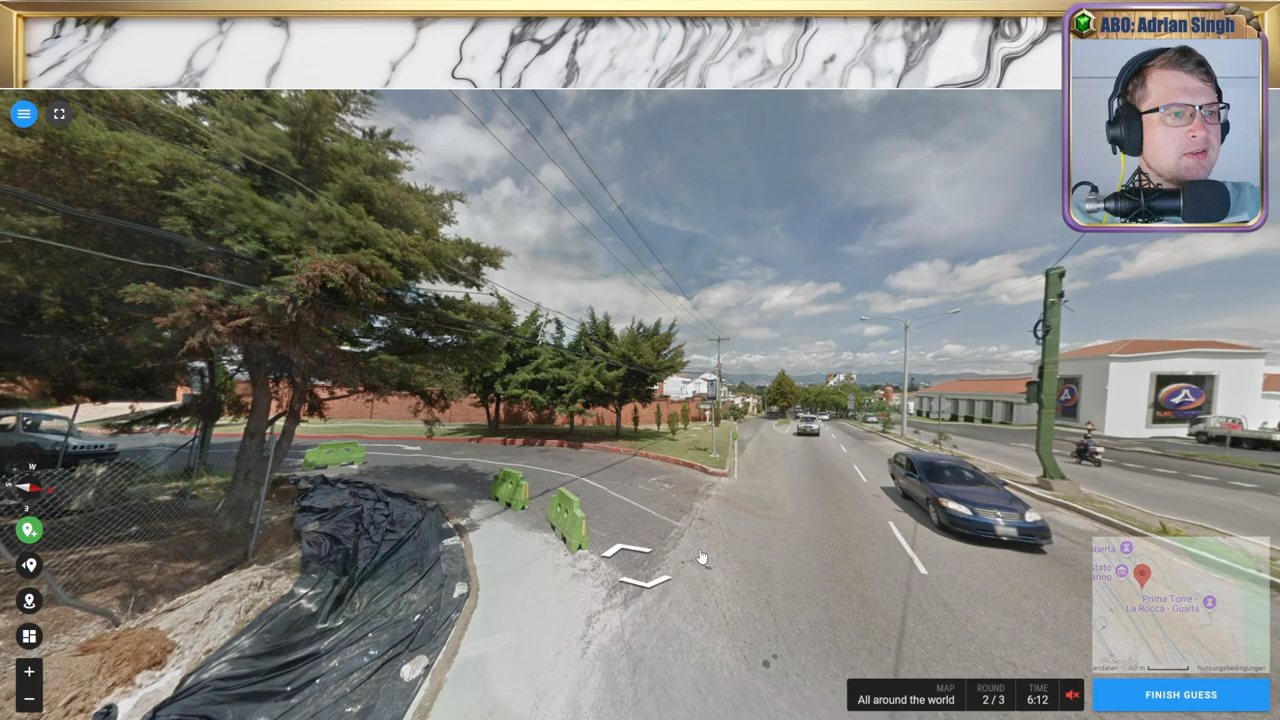 ABO: Adrian Singh
W
S
bertà
Stato
arino
Prima Torre -
La Rocca - Guaita
Nutzungsbedingungen
MAP
All around the world
ROUND
2 / 3
TIME
6:12
FINISH GUESS